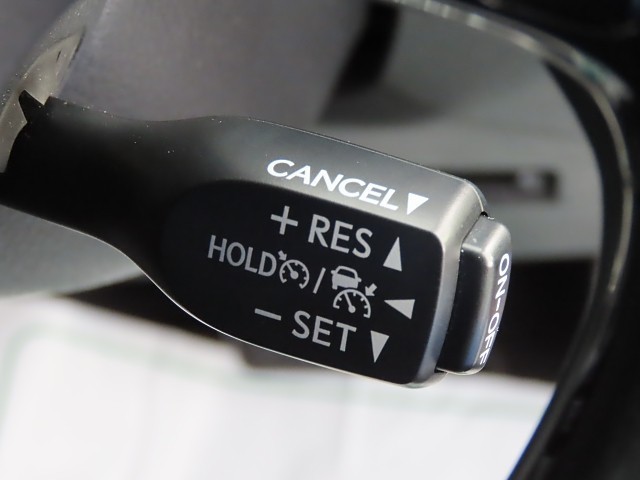 CANCEL▼
+ RES ▲
HOLD / ◀
− SET ▼
ON-OFF